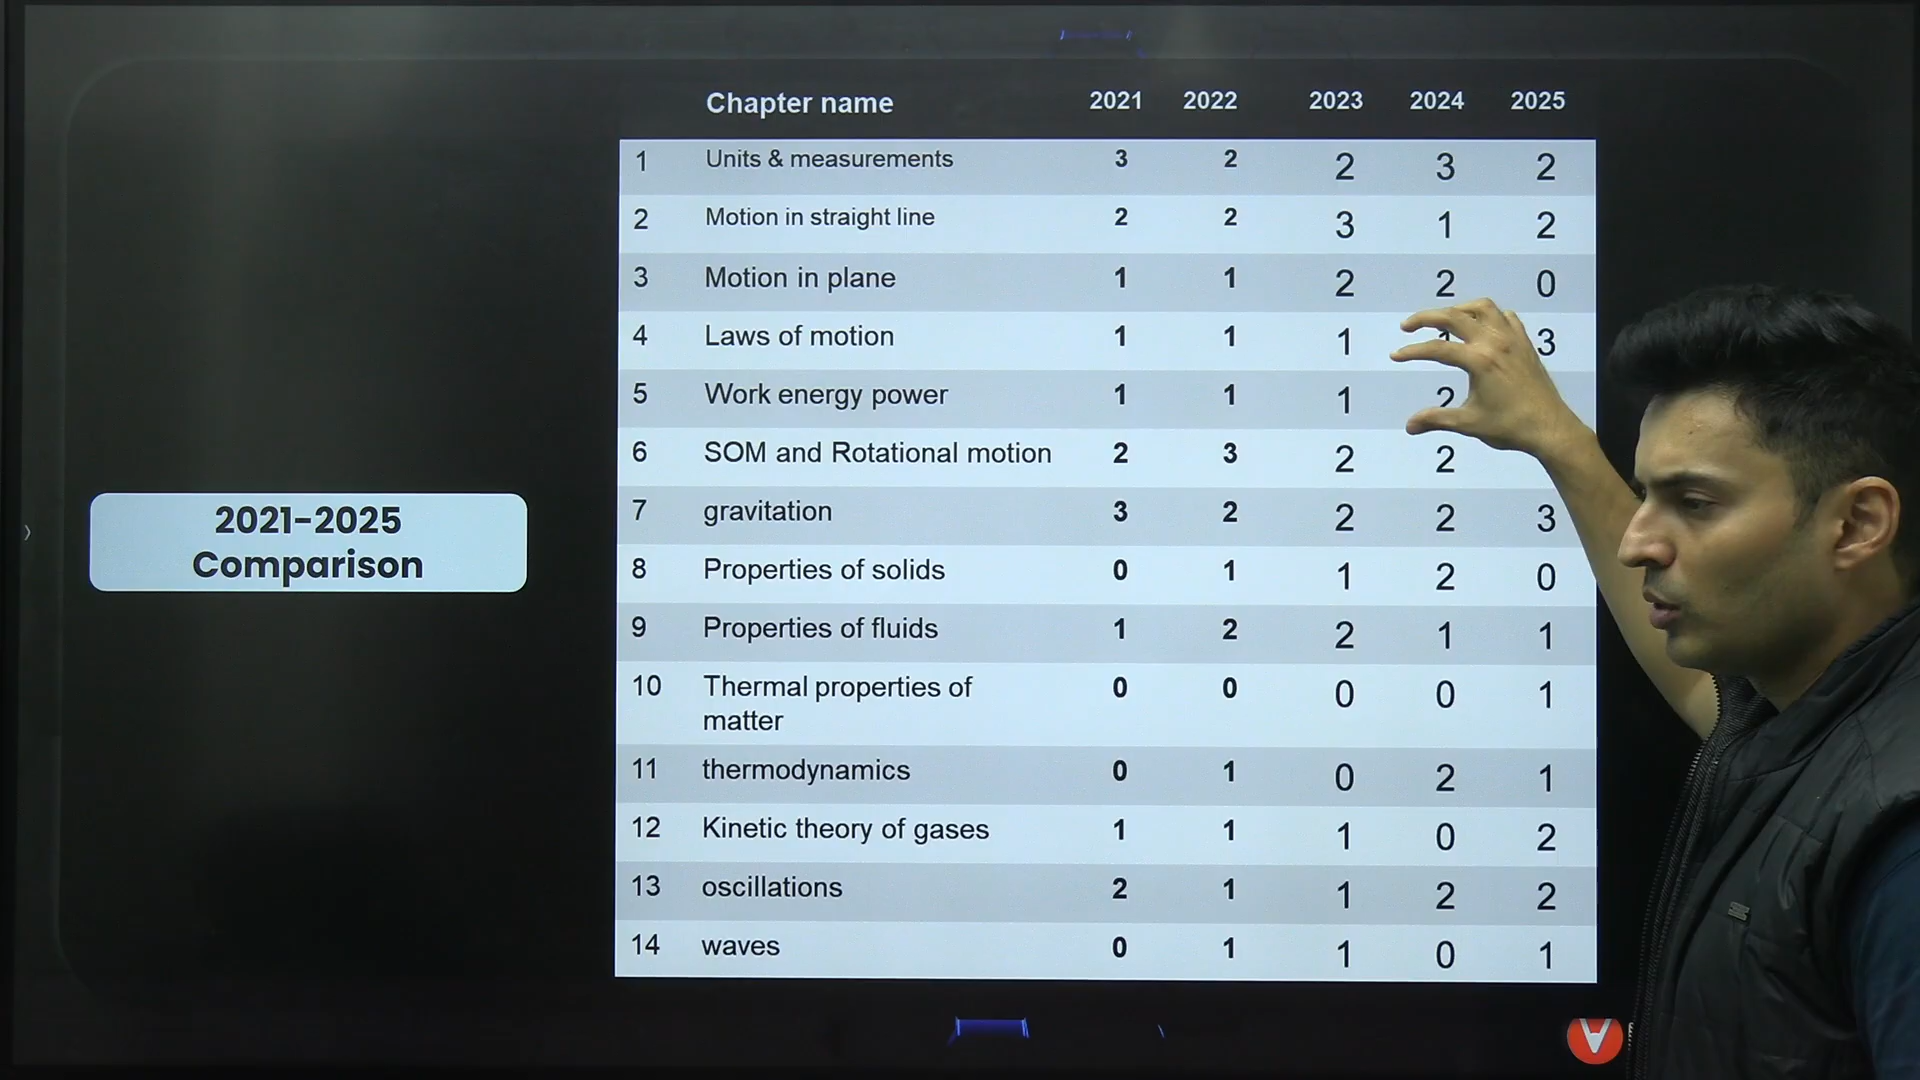 Chapter name 2021 2022 2023 2024 2025
1 Units & measurements 3 2 2 3 2
2 Motion in straight line 2 2 3 1 2
3 Motion in plane 1 1 2 2 0
4 Laws of motion 1 1 1 1 3
5 Work energy power 1 1 1 2
6 SOM and Rotational motion 2 3 2 2
7 gravitation 3 2 2 2 3
8 Properties of solids 0 1 1 2 0
9 Properties of fluids 1 2 2 1 1
10 Thermal properties of
matter 0 0 0 0 1
11 thermodynamics 0 1 0 2 1
12 Kinetic theory of gases 1 1 1 0 2
13 oscillations 2 1 1 2 2
14 waves 0 1 1 0 1
2021-2025
Comparison